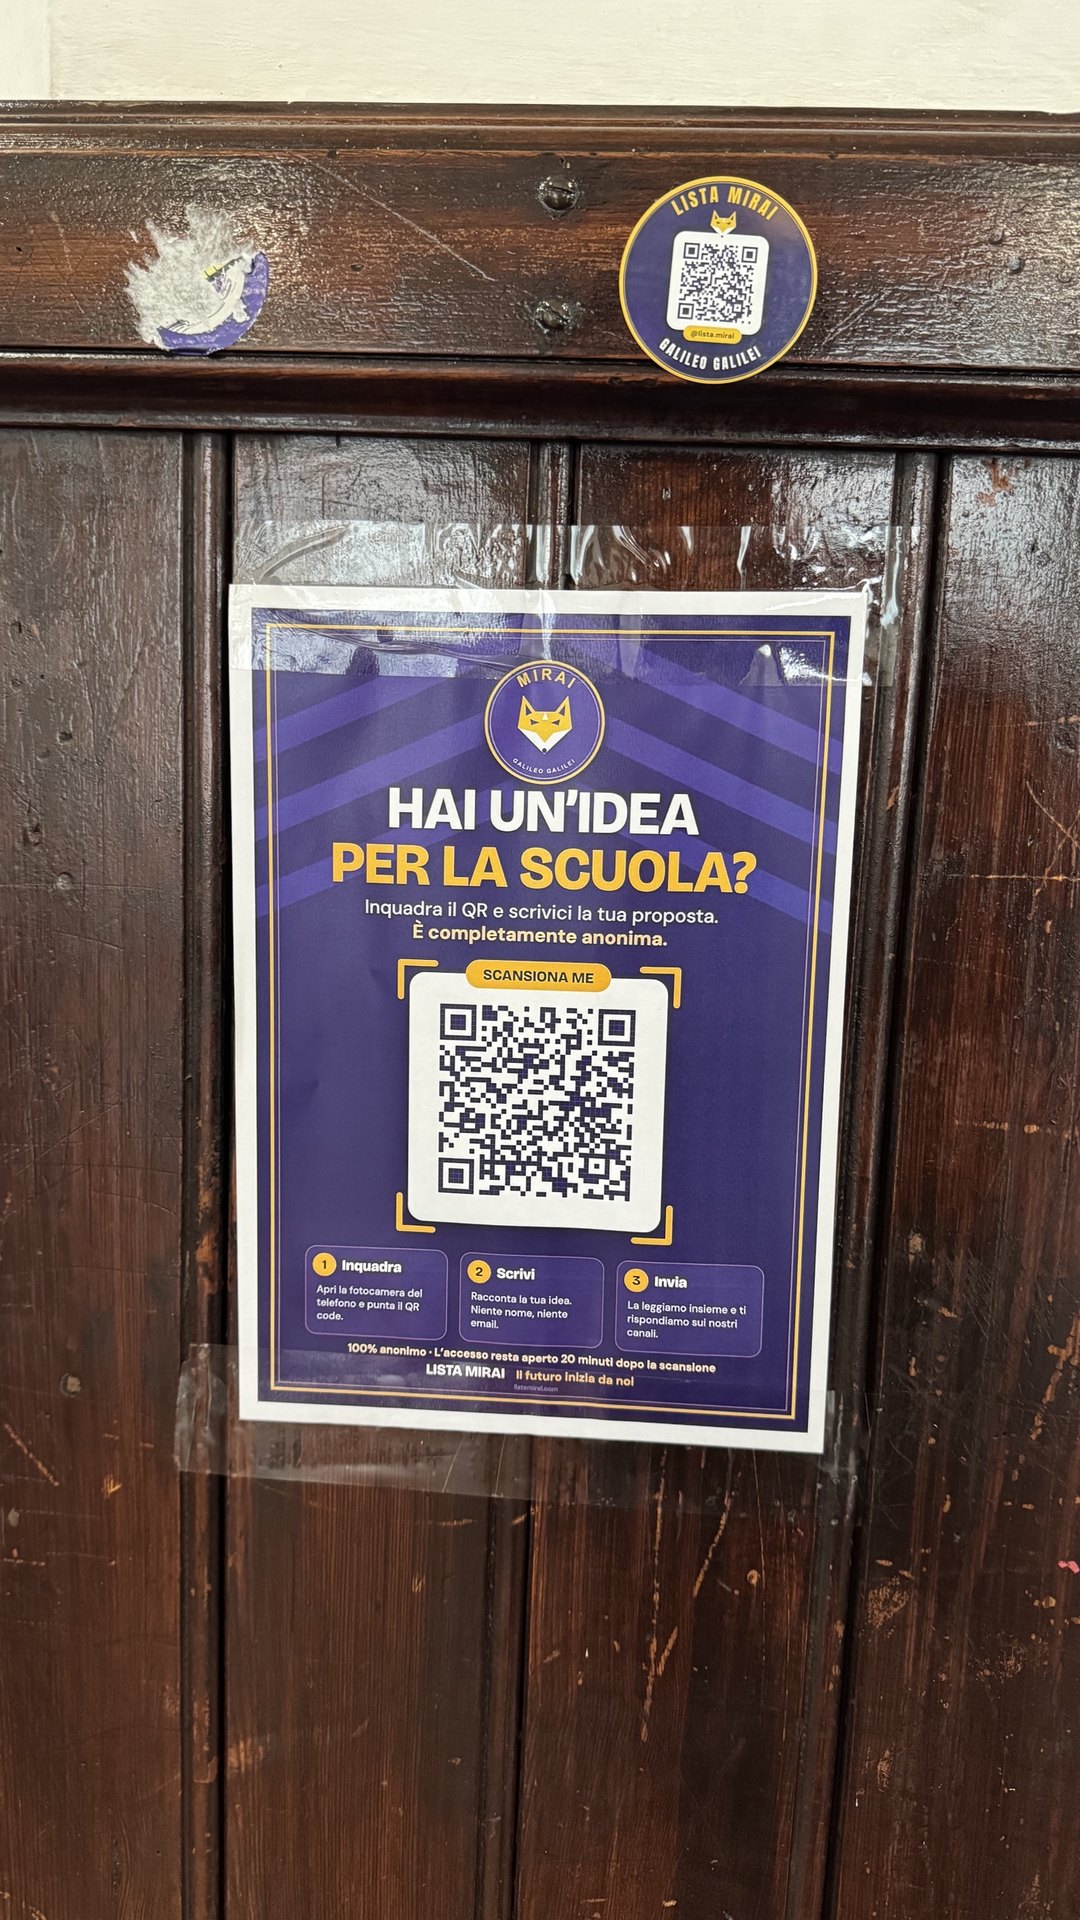 LISTA MIRAI
@lista.mirai
GALILEO GALILEI
MIRAI
GALILEO GALILEI
HAI UN'IDEA
PER LA SCUOLA?
Inquadra il QR e scrivici la tua proposta.
È completamente anonima.
SCANSIONA ME
1 Inquadra
Apri la fotocamera del
telefono e punta il QR
code.
2 Scrivi
Racconta la tua idea.
Niente nome, niente
email.
3 Invia
La leggiamo insieme e ti
rispondiamo sui nostri
canali.
100% anonimo · L'accesso resta aperto 20 minuti dopo la scansione
LISTA MIRAI Il futuro inizia da noi
listamirai.com